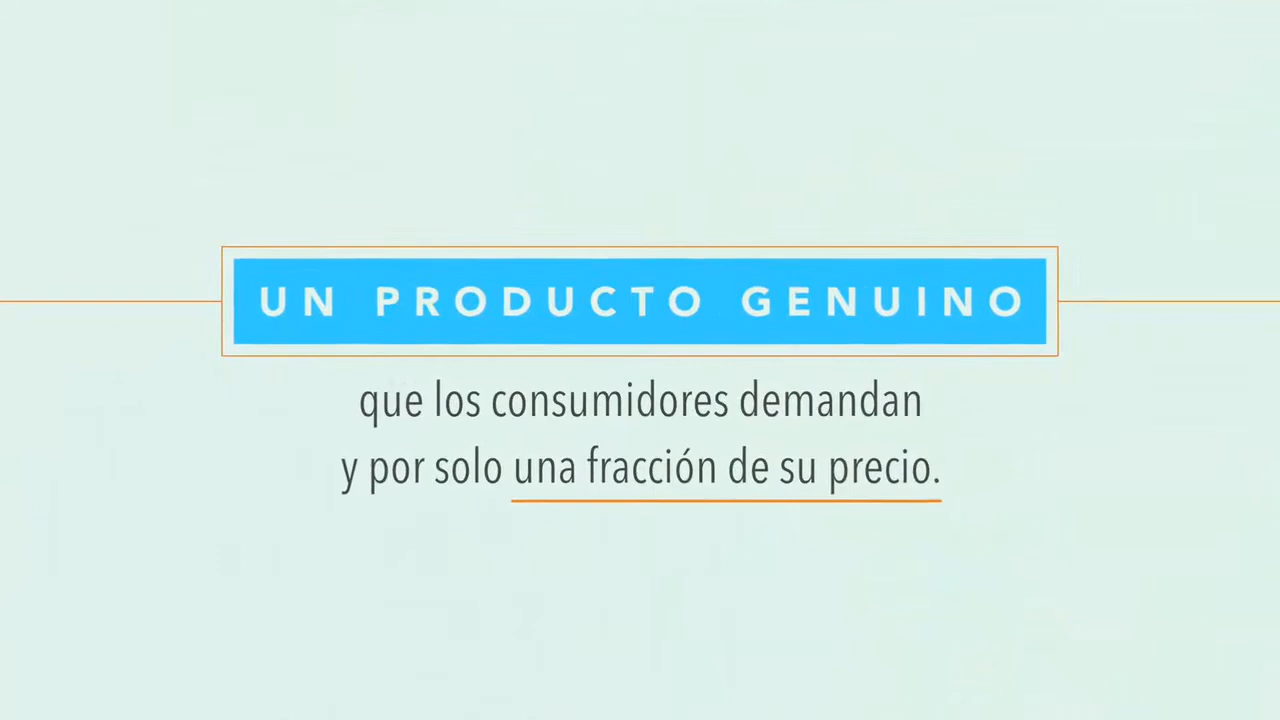 UN PRODUCTO GENUINO
que los consumidores demandan
y por solo una fracción de su precio.